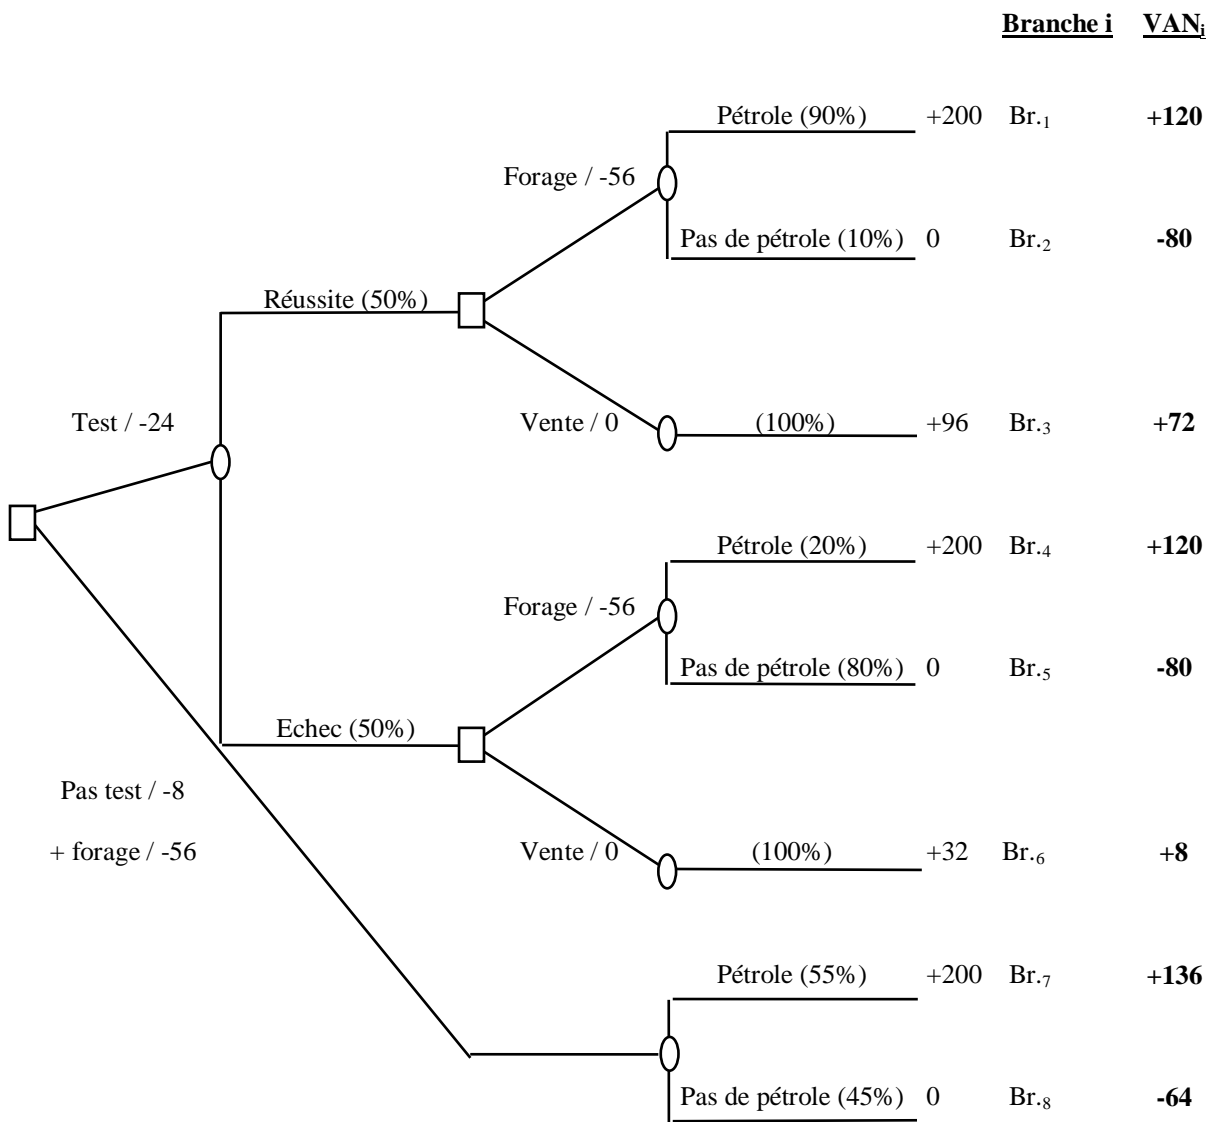 Branche i VANi
Pétrole (90%) +200 Br.1 +120
Forage / -56
Pas de pétrole (10%) 0 Br.2 -80
Réussite (50%)
Test / -24
Vente / 0 (100%) +96 Br.3 +72
Pétrole (20%) +200 Br.4 +120
Forage / -56
Pas de pétrole (80%) 0 Br.5 -80
Echec (50%)
Pas test / -8
+ forage / -56
Vente / 0 (100%) +32 Br.6 +8
Pétrole (55%) +200 Br.7 +136
Pas de pétrole (45%) 0 Br.8 -64